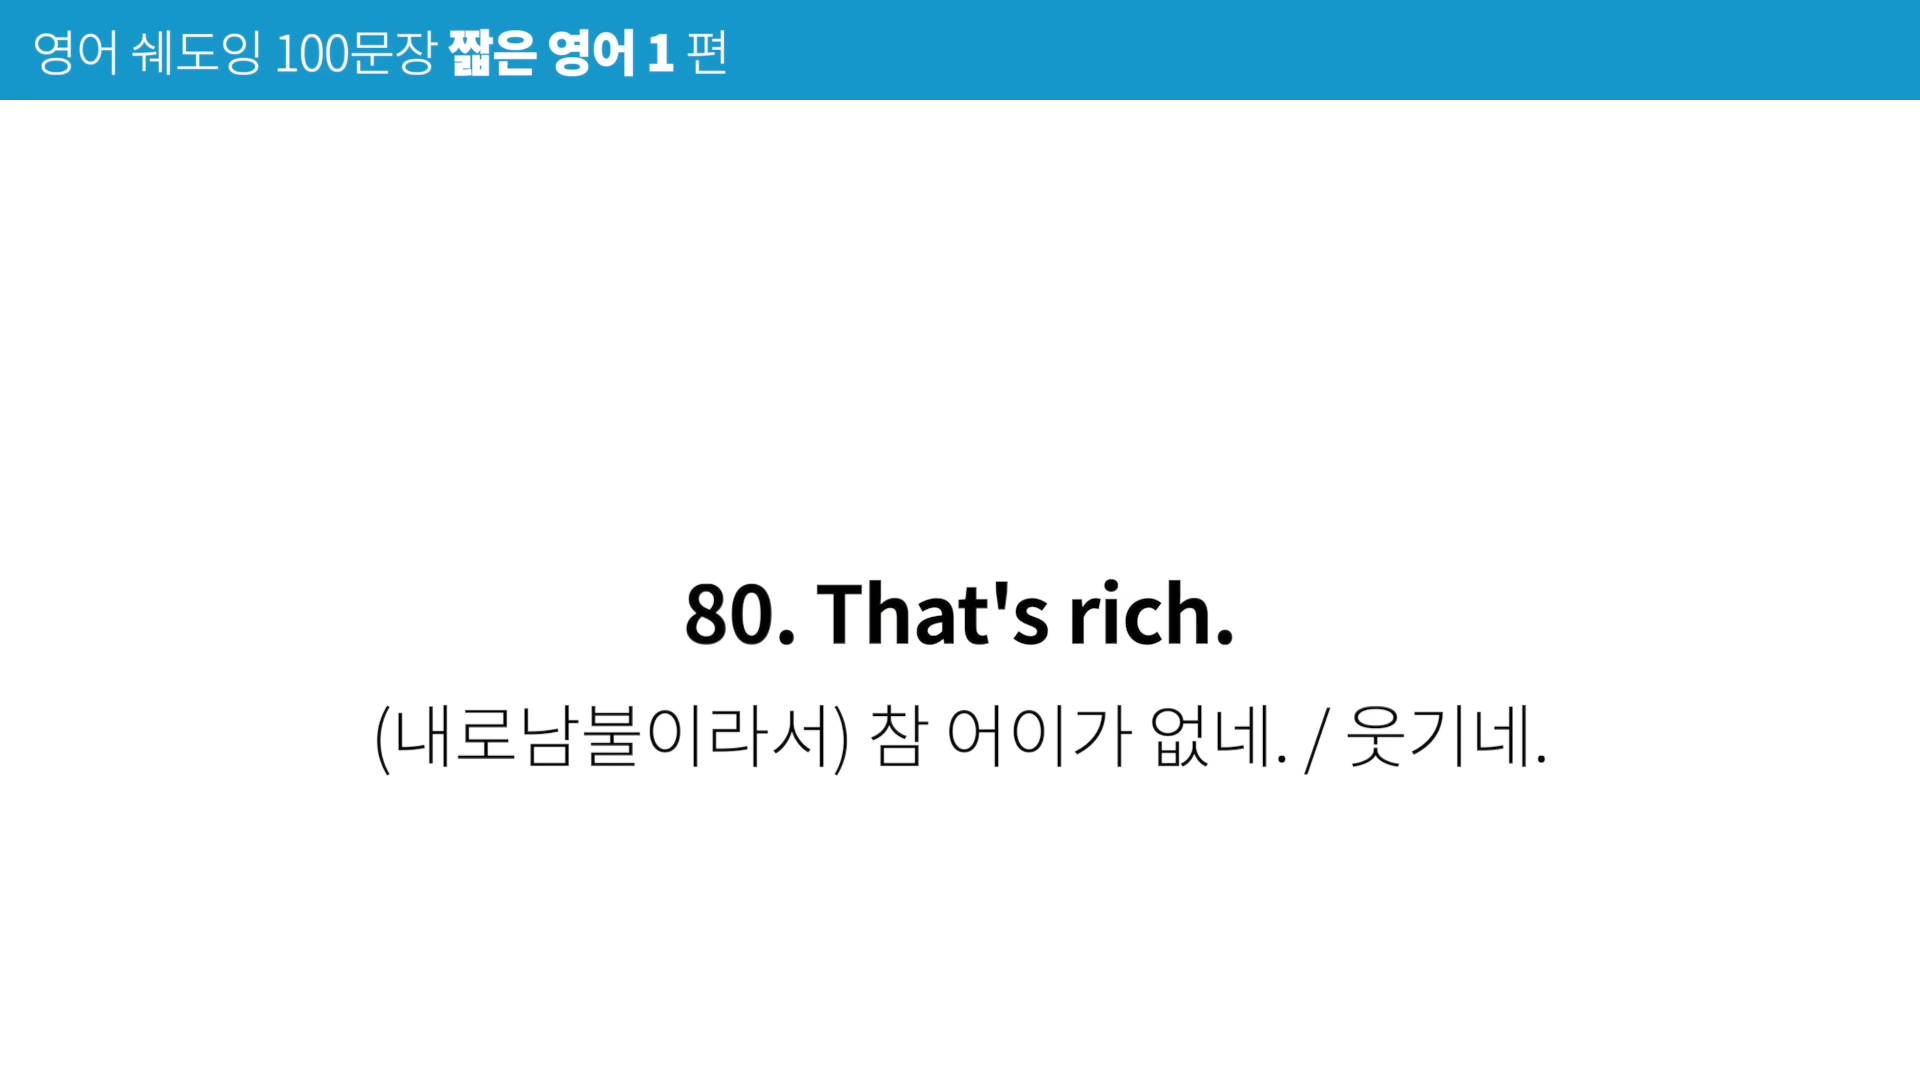 영어 쉐도잉 100문장 짧은 영어 1 편
80. That's rich.
(내로남불이라서) 참 어이가 없네. / 웃기네.